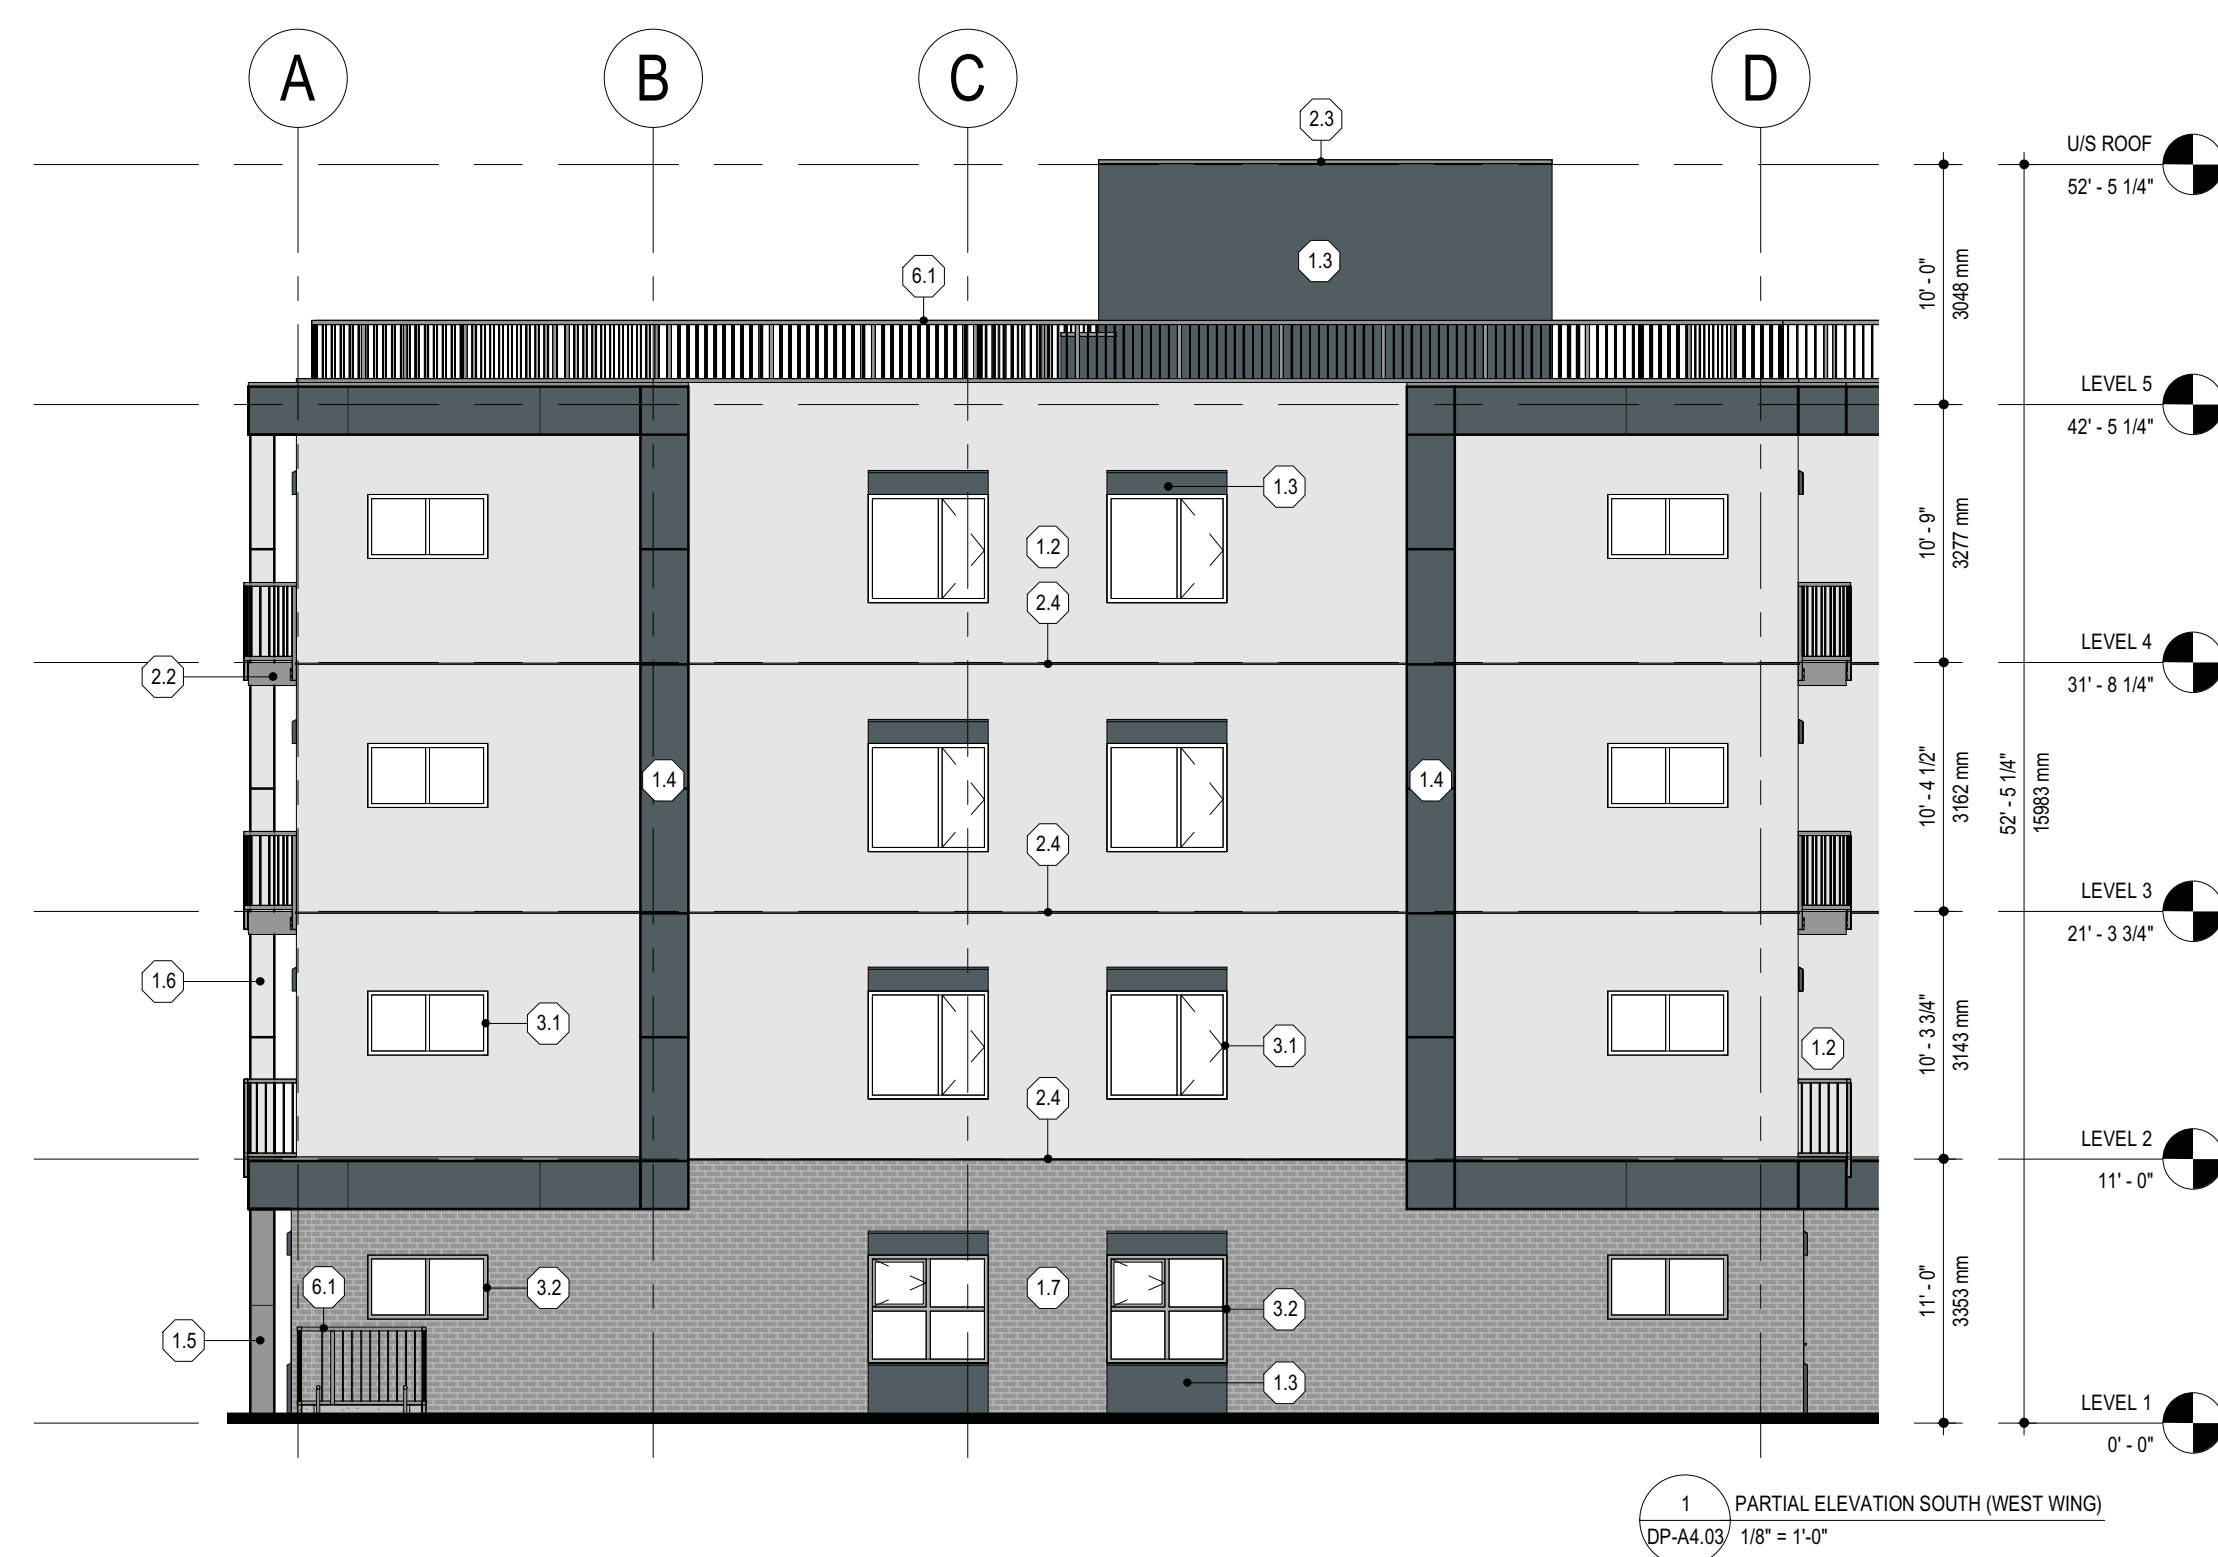 A
B
C
D
2.3
U/S ROOF
52' - 5 1/4"
6.1
1.3
10' - 0"
3048 mm
LEVEL 5
42' - 5 1/4"
1.3
1.2
2.4
10' - 9"
3277 mm
LEVEL 4
31' - 8 1/4"
2.2
1.4
1.4
2.4
10' - 4 1/2"
3162 mm
52' - 5 1/4"
15983 mm
LEVEL 3
21' - 3 3/4"
1.6
3.1
3.1
1.2
2.4
10' - 3 3/4"
3143 mm
LEVEL 2
11' - 0"
6.1
3.2
1.7
3.2
1.5
1.3
11' - 0"
3353 mm
LEVEL 1
0' - 0"
1
PARTIAL ELEVATION SOUTH (WEST WING)
DP-A4.03
1/8" = 1'-0"